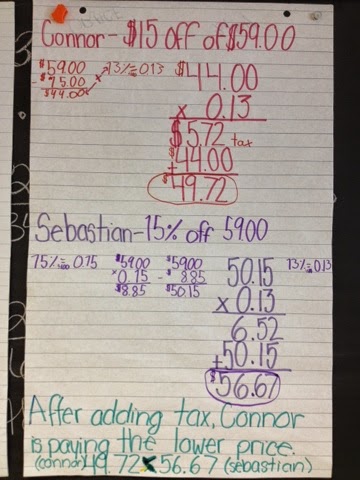 Connor-$15 off of $59.00
$59.00
- $15.00
$44.00
13%= 0.13
$44.00
x 0.13
$5.72 tax
+ $44.00
$49.72
Sebastian-15% off 59.00
15%= 0.15
$59.00
x 0.15
$8.85
$59.00
- 8.85
$50.15
50.15
x 0.13
6.52
+50.15
$56.67
13%= 0.13
After adding tax, Connor
is paying the lower price.
(connor) 49.72 < 56.67 (sebastian)